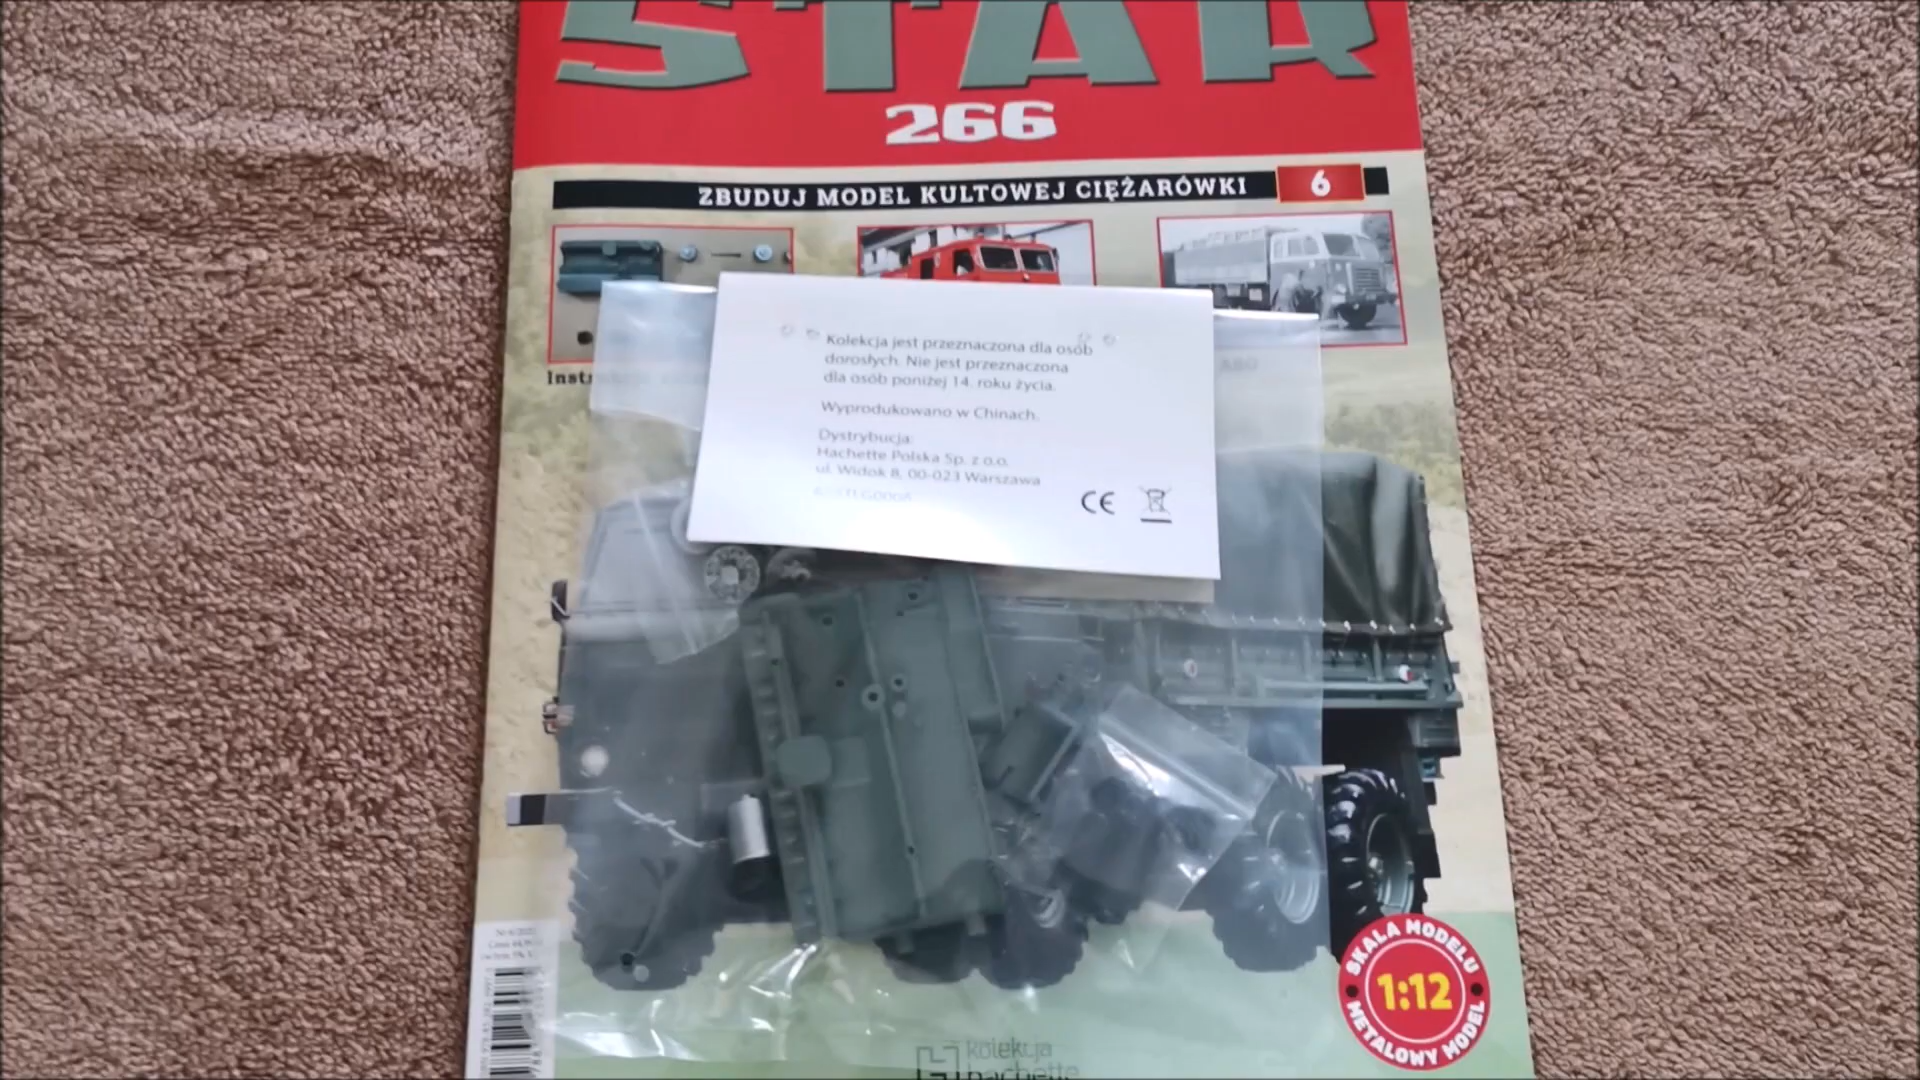 STAR
266
ZBUDUJ MODEL KULTOWEJ CIĘŻARÓWKI 6
Kolekcja jest przeznaczona dla osób
dorosłych. Nie jest przeznaczona
dla osób poniżej 14. roku życia.
Wyprodukowano w Chinach.
Dystrybucja:
Hachette Polska Sp. z o.o.
ul. Widok 8, 00-023 Warszawa
CE
SKALA MODELU
1:12
METALOWY MODEL
kolekcja
hachette